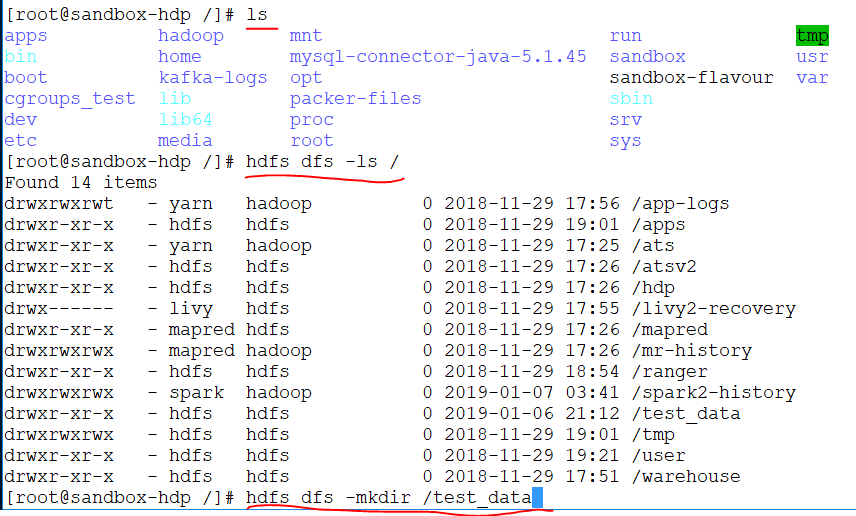 [root@sandbox-hdp /]# ls
apps hadoop mnt run tmp
bin home mysql-connector-java-5.1.45 sandbox usr
boot kafka-logs opt sandbox-flavour var
cgroups_test lib packer-files sbin
dev lib64 proc srv
etc media root sys
[root@sandbox-hdp /]# hdfs dfs -ls /
Found 14 items
drwxrwxrwt - yarn hadoop 0 2018-11-29 17:56 /app-logs
drwxr-xr-x - hdfs hdfs 0 2018-11-29 19:01 /apps
drwxr-xr-x - yarn hadoop 0 2018-11-29 17:25 /ats
drwxr-xr-x - hdfs hdfs 0 2018-11-29 17:26 /atsv2
drwxr-xr-x - hdfs hdfs 0 2018-11-29 17:26 /hdp
drwx------ - livy hdfs 0 2018-11-29 17:55 /livy2-recovery
drwxr-xr-x - mapred hdfs 0 2018-11-29 17:26 /mapred
drwxrwxrwx - mapred hadoop 0 2018-11-29 17:26 /mr-history
drwxr-xr-x - hdfs hdfs 0 2018-11-29 18:54 /ranger
drwxrwxrwx - spark hadoop 0 2019-01-07 03:41 /spark2-history
drwxr-xr-x - hdfs hdfs 0 2019-01-06 21:12 /test_data
drwxrwxrwx - hdfs hdfs 0 2018-11-29 19:01 /tmp
drwxr-xr-x - hdfs hdfs 0 2018-11-29 19:21 /user
drwxr-xr-x - hdfs hdfs 0 2018-11-29 17:51 /warehouse
[root@sandbox-hdp /]# hdfs dfs -mkdir /test_data